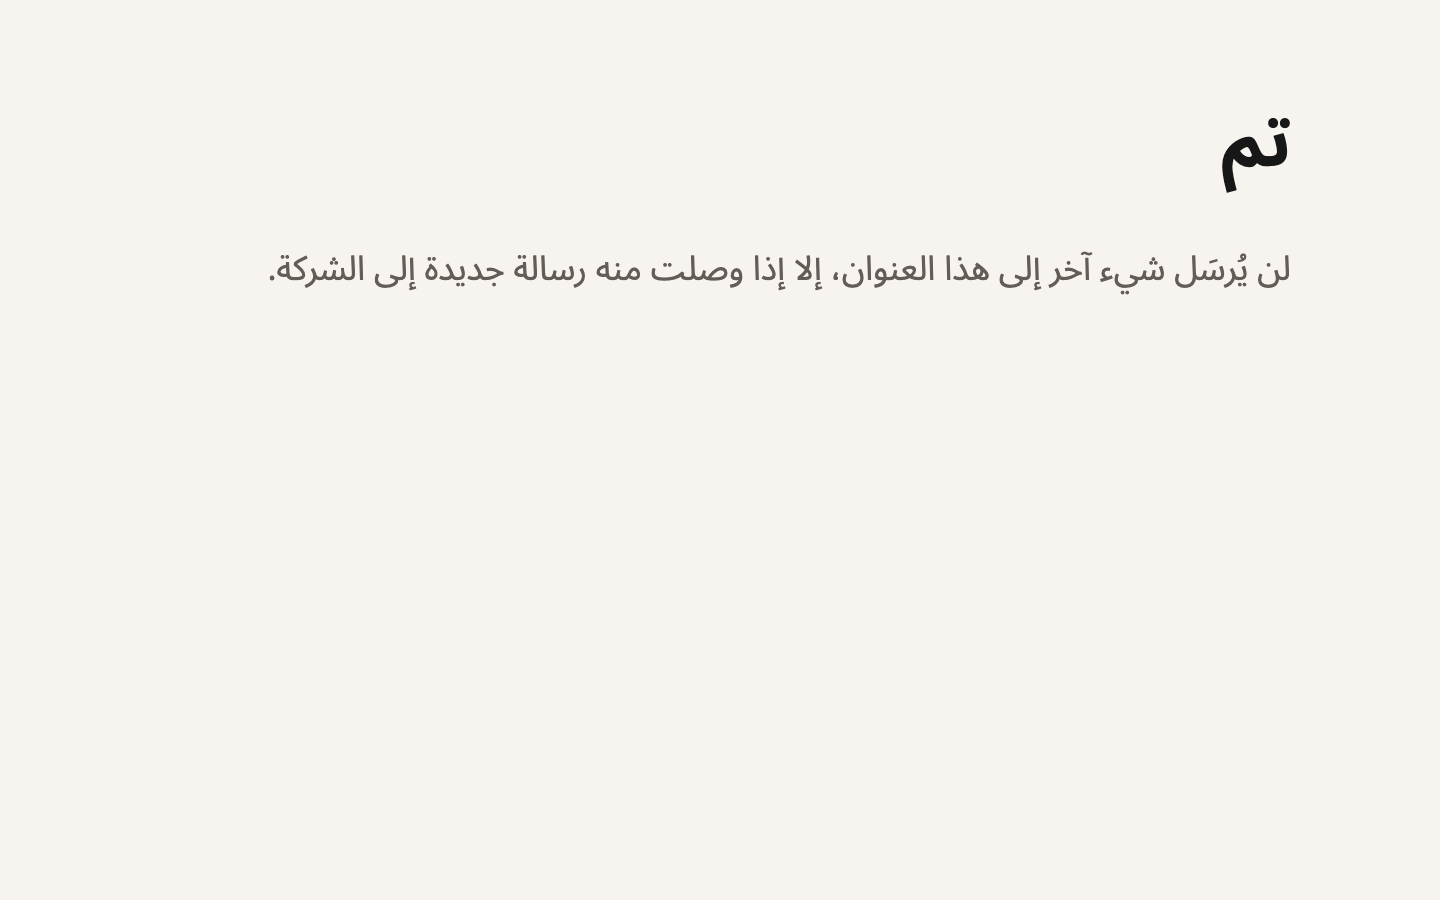 تم
لن يُرسَل شيء آخر إلى هذا العنوان، إلا إذا وصلت منه رسالة جديدة إلى الشركة.